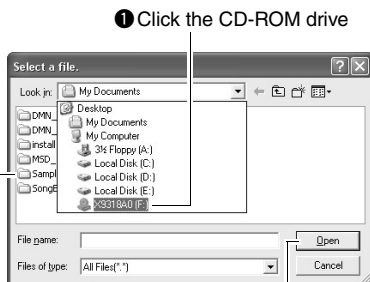 ❶Click the CD-ROM drive
Select a file.
Look in: My Documents
Desktop
My Documents
My Computer
3½ Floppy (A:)
Local Disk (C:)
Local Disk (D:)
Local Disk (E:)
X9318A0 (F:)
DMN_
DMN_
install
MSD_
Sampl
SongE
File name:
Open
Files of type: All Files(*.*)
Cancel